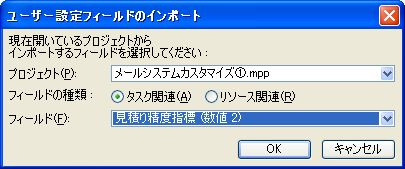 ユーザー設定フィールドのインポート
現在開いているプロジェクトから
インポートするフィールドを選択してください:
プロジェクト(P): メールシステムカスタマイズ①.mpp
フィールドの種類: タスク関連(A) リソース関連(R)
フィールド(F): 見積り精度指標 (数値 2)
OK キャンセル